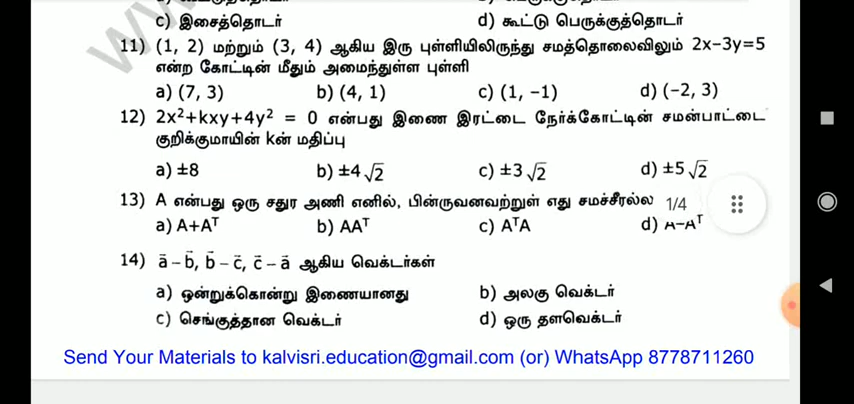 c) இசைத்தொடர் d) கூட்டு பெருக்குத்தொடர்
11) (1, 2) மற்றும் (3, 4) ஆகிய இரு புள்ளியிலிருந்து சமத்தொலைவிலும் 2x−3y=5
என்ற கோட்டின் மீதும் அமைந்துள்ள புள்ளி
a) (7, 3) b) (4, 1) c) (1, −1) d) (−2, 3)
12) 2x²+kxy+4y² = 0 என்பது இணை இரட்டை நேர்க்கோட்டின் சமன்பாட்டை
குறிக்குமாயின் kன் மதிப்பு
a) ±8 b) ±4√2 c) ±3√2 d) ±5√2
13) A என்பது ஒரு சதுர அணி எனில், பின்ருவனவற்றுள் எது சமச்சீரல்ல 1/4
a) A+Aᵀ b) AAᵀ c) AᵀA d) A−Aᵀ
14) a⃗ − b⃗, b⃗ − c⃗, c⃗ − a⃗ ஆகிய வெக்டர்கள்
a) ஒன்றுக்கொன்று இணையானது b) அலகு வெக்டர்
c) செங்குத்தான வெக்டர் d) ஒரு தளவெக்டர்
Send Your Materials to kalvisri.education@gmail.com (or) WhatsApp 8778711260